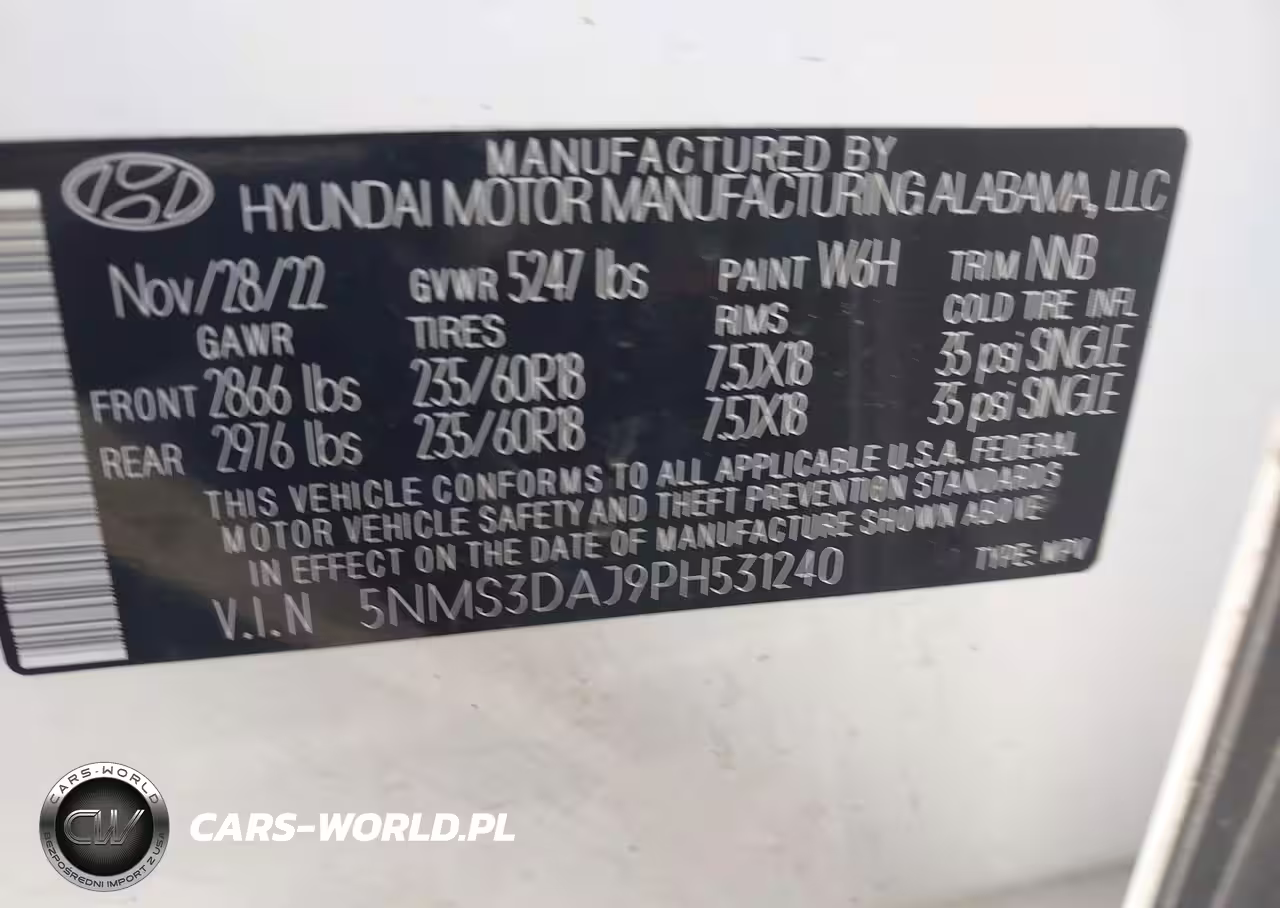 MANUFACTURED BY
HYUNDAI MOTOR MANUFACTURING ALABAMA, LLC
Nov/28/22 GVWR 5247 lbs PAINT W6H TRIM NNB
GAWR TIRES RIMS COLD TIRE INFL
FRONT 2866 lbs 235/60R18 7.5JX18 35 psi SINGLE
REAR 2976 lbs 235/60R18 7.5JX18 35 psi SINGLE
THIS VEHICLE CONFORMS TO ALL APPLICABLE U.S.A. FEDERAL
MOTOR VEHICLE SAFETY AND THEFT PREVENTION STANDARDS
IN EFFECT ON THE DATE OF MANUFACTURE SHOWN ABOVE
V.I.N 5NMS3DAJ9PH531240 TYPE: MPV
CARS-WORLD
CW
BEZPOŚREDNI IMPORT Z USA
CARS-WORLD.PL